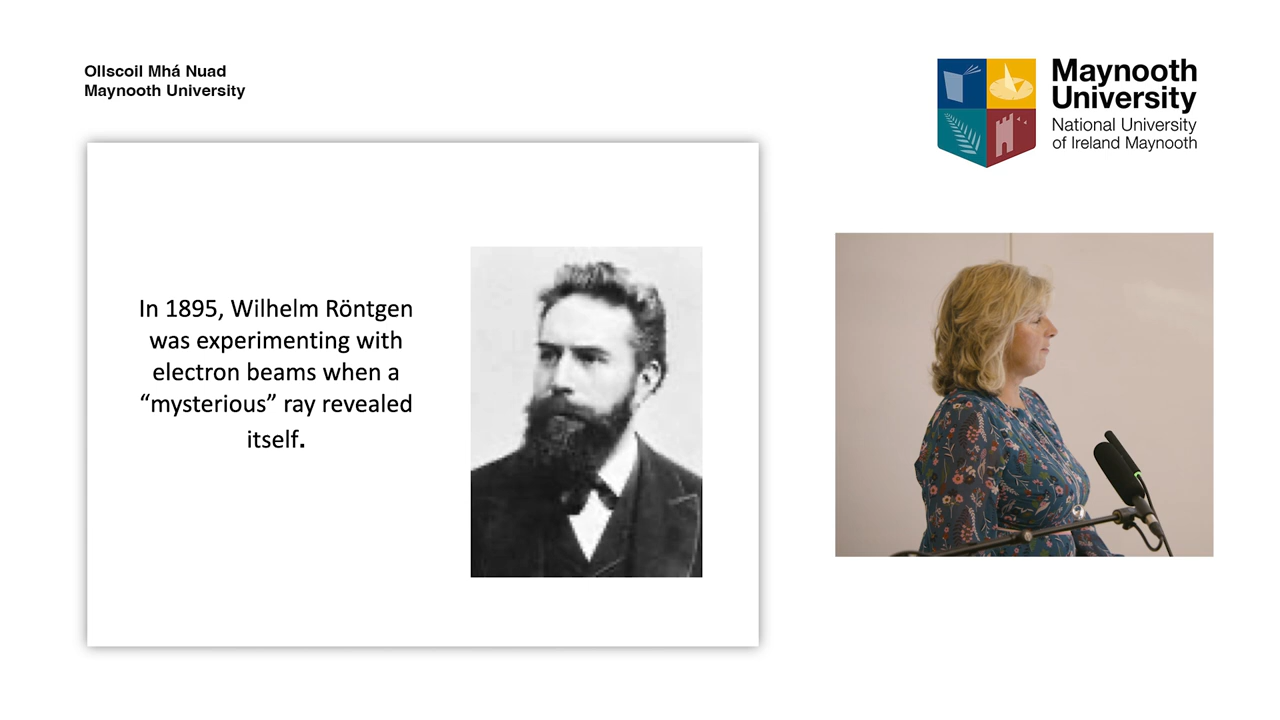 Ollscoil Mhá Nuad
Maynooth University
Maynooth
University
National University
of Ireland Maynooth
In 1895, Wilhelm Röntgen
was experimenting with
electron beams when a
“mysterious” ray revealed
itself.